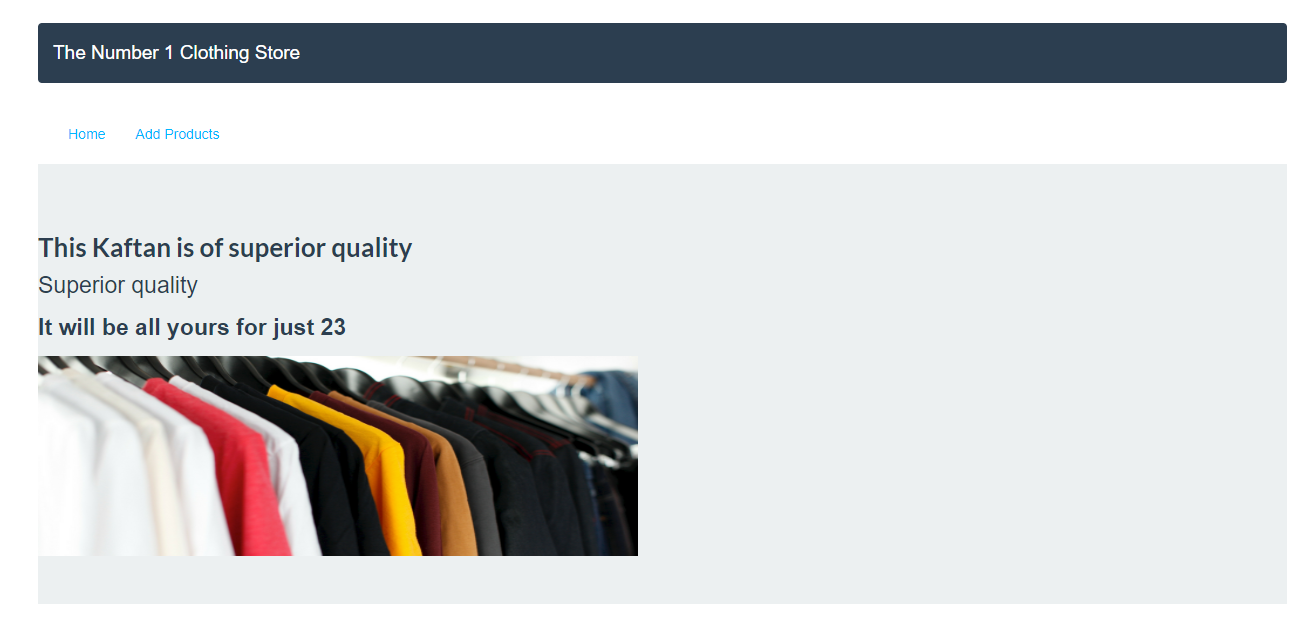 The Number 1 Clothing Store
Home Add Products
This Kaftan is of superior quality
Superior quality
It will be all yours for just 23